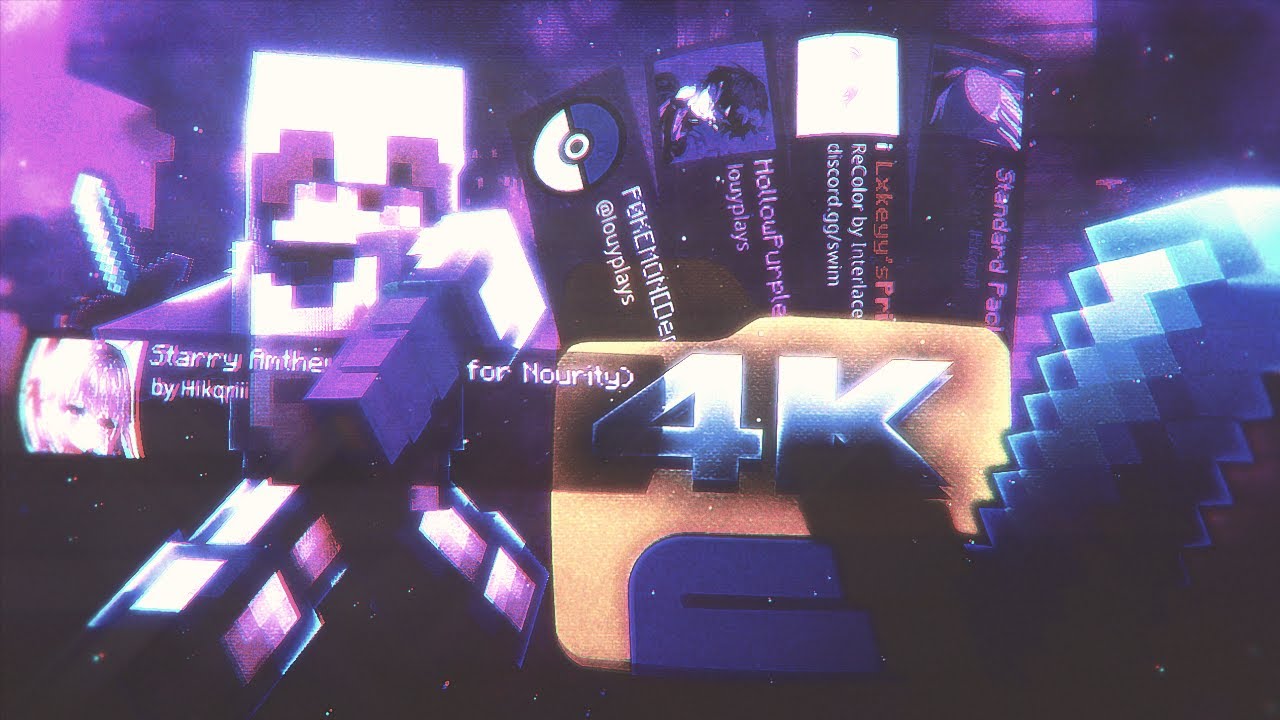 Starry Anthe
for Nourity)
by Hikqrii
@louyplays
HollowPurple
louyplays
i Lxkeyy'sPri
ReColor by Interlace
discord.gg/swim
Standard Pack
4K